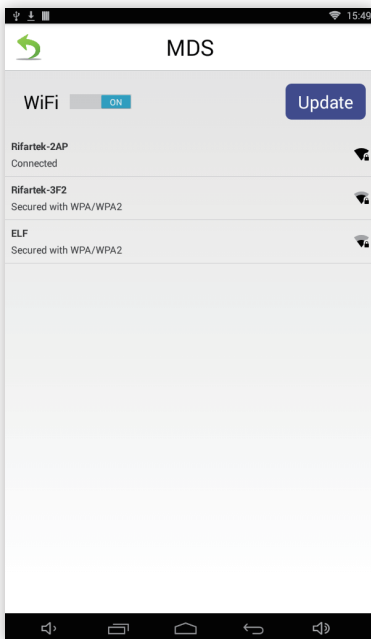 15:49
MDS
WiFi ON Update
Rifartek-2AP
Connected
Rifartek-3F2
Secured with WPA/WPA2
ELF
Secured with WPA/WPA2